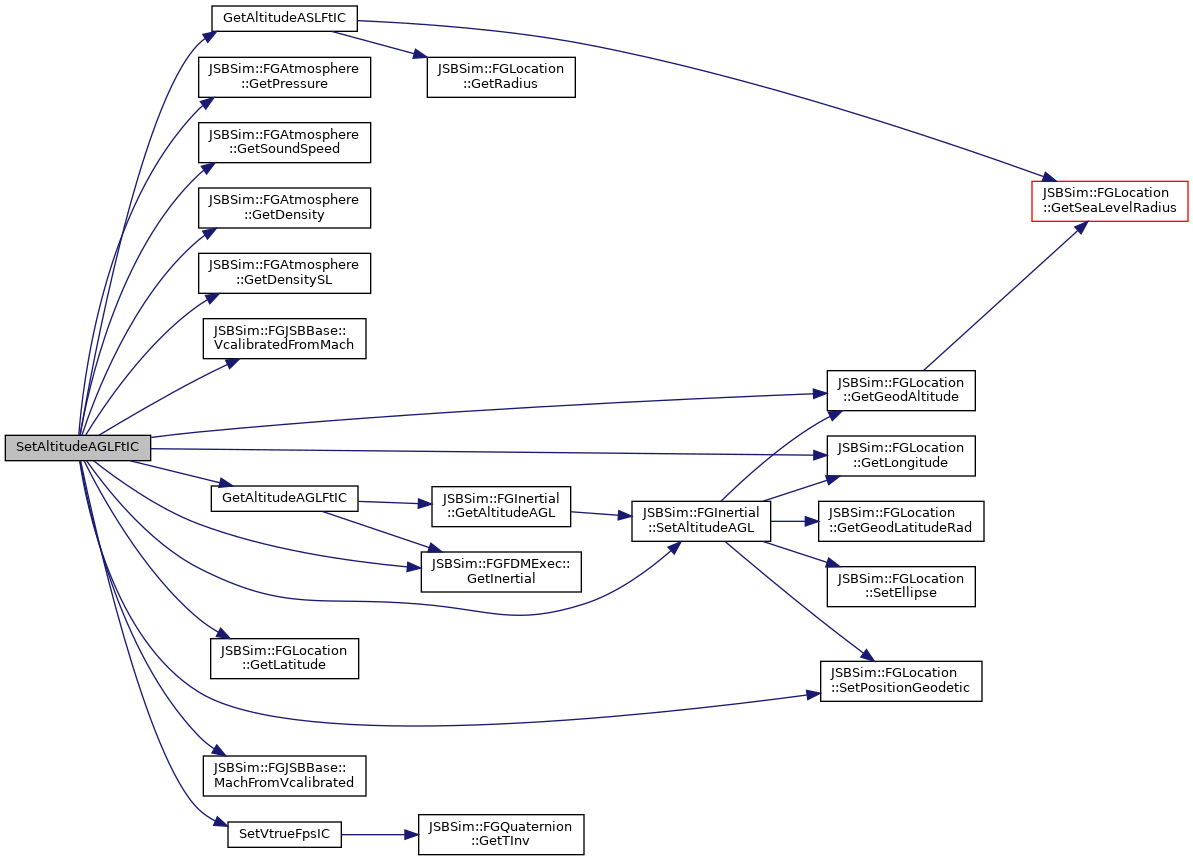 GetAltitudeASLFtIC
JSBSim::FGAtmosphere
::GetPressure
JSBSim::FGLocation
::GetRadius
JSBSim::FGAtmosphere
::GetSoundSpeed
JSBSim::FGAtmosphere
::GetDensity
JSBSim::FGLocation
::GetSeaLevelRadius
JSBSim::FGAtmosphere
::GetDensitySL
JSBSim::FGJSBBase::
VcalibratedFromMach
JSBSim::FGLocation
::GetGeodAltitude
SetAltitudeAGLFtIC
JSBSim::FGLocation
::GetLongitude
GetAltitudeAGLFtIC
JSBSim::FGInertial
::GetAltitudeAGL
JSBSim::FGInertial
::SetAltitudeAGL
JSBSim::FGLocation
::GetGeodLatitudeRad
JSBSim::FGFDMExec::
GetInertial
JSBSim::FGLocation
::SetEllipse
JSBSim::FGLocation
::GetLatitude
JSBSim::FGLocation
::SetPositionGeodetic
JSBSim::FGJSBBase::
MachFromVcalibrated
SetVtrueFpsIC
JSBSim::FGQuaternion
::GetTInv